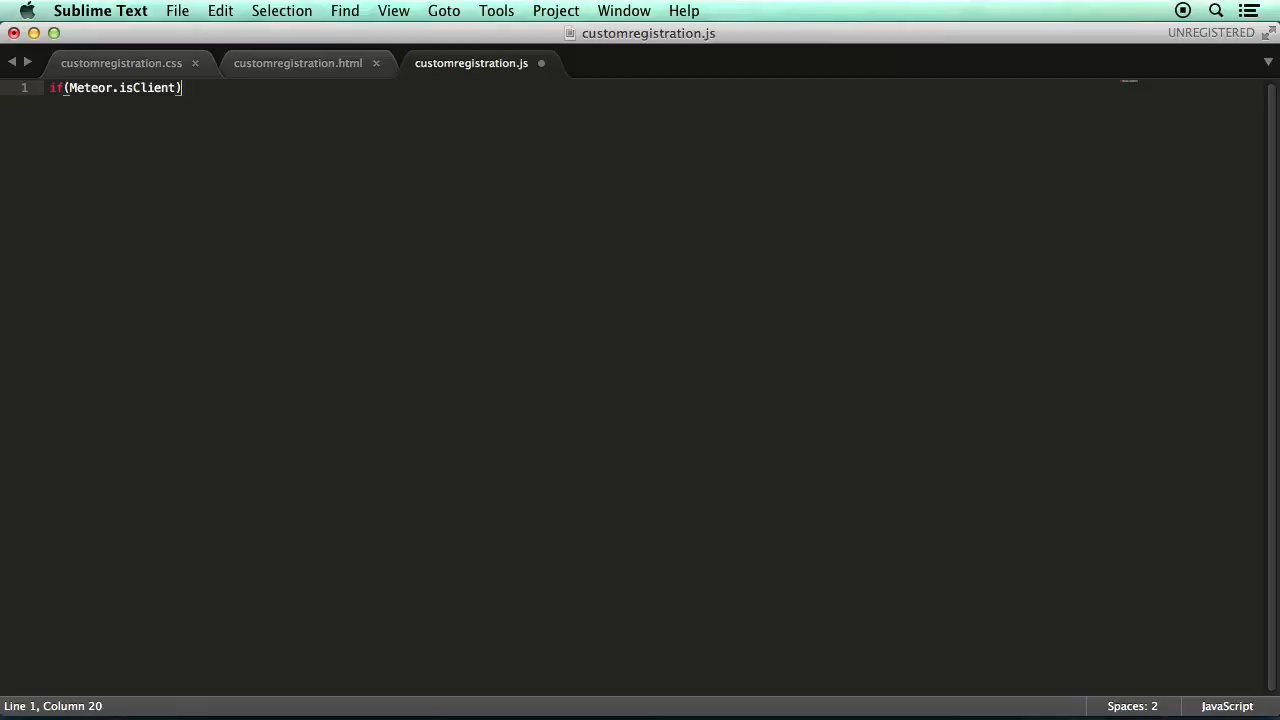 Sublime Text File Edit Selection Find View Goto Tools Project Window Help
customregistration.js UNREGISTERED
customregistration.css × customregistration.html × customregistration.js
1 if(Meteor.isClient)
Line 1, Column 20 Spaces: 2 JavaScript